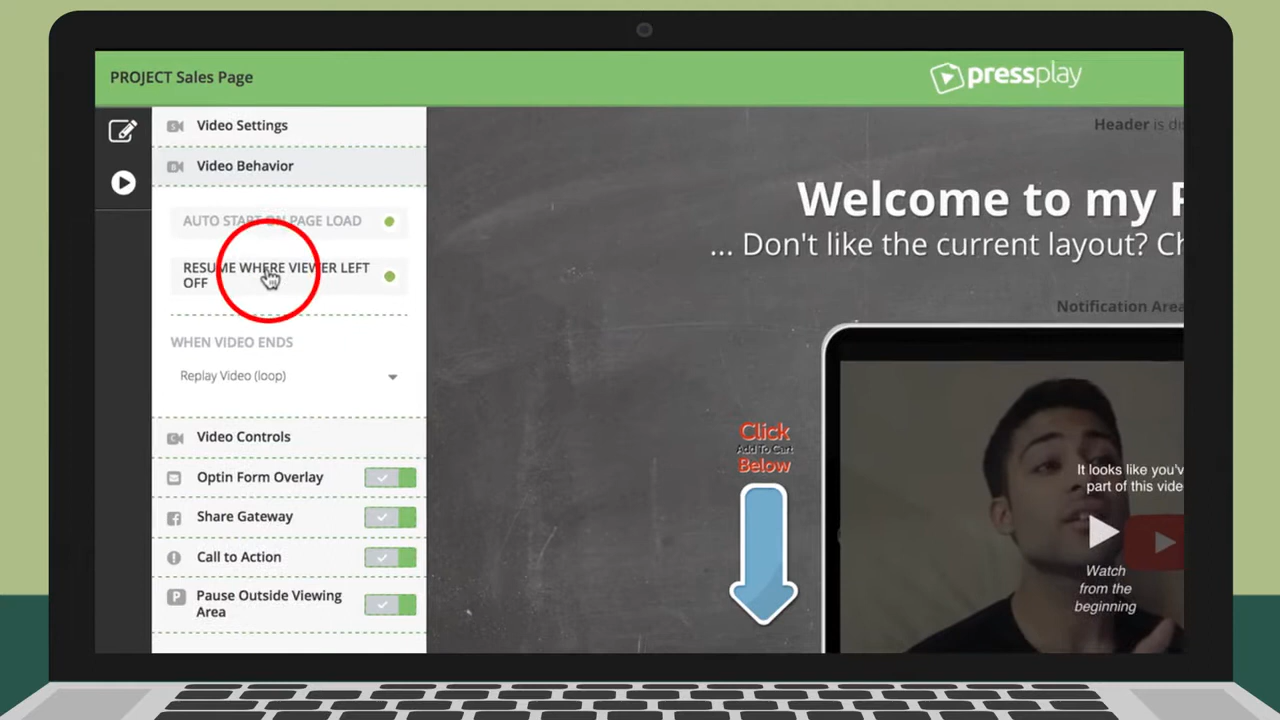 PROJECT Sales Page
pressplay
Video Settings
Video Behavior
AUTO START ON PAGE LOAD
RESUME WHERE VIEWER LEFT
OFF
WHEN VIDEO ENDS
Replay Video (loop)
Video Controls
Optin Form Overlay
Share Gateway
Call to Action
Pause Outside Viewing
Area
Header is dis
Welcome to my
... Don't like the current layout? Ch
Notification Area
Click
Add To Cart
Below
It looks like you'v
part of this vide
Watch
from the
beginning